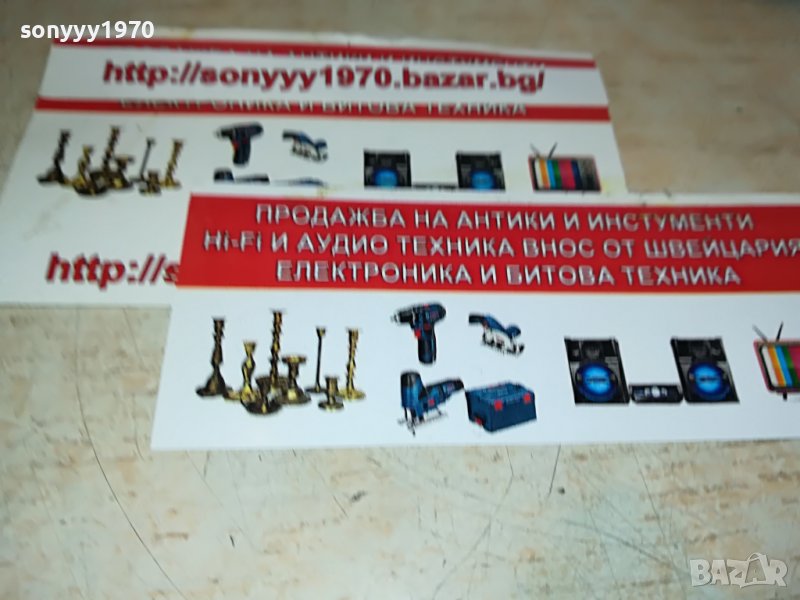 sonyyy1970
http://sonyyy1970.bazar.bg/
ЕЛЕКТРОНИКА И БИТОВА ТЕХНИКА
http://s
ПРОДАЖБА НА АНТИКИ И ИНСТУМЕНТИ
Hi-Fi И АУДИО ТЕХНИКА ВНОС ОТ ШВЕЙЦАРИЯ
ЕЛЕКТРОНИКА И БИТОВА ТЕХНИКА
BAZAR